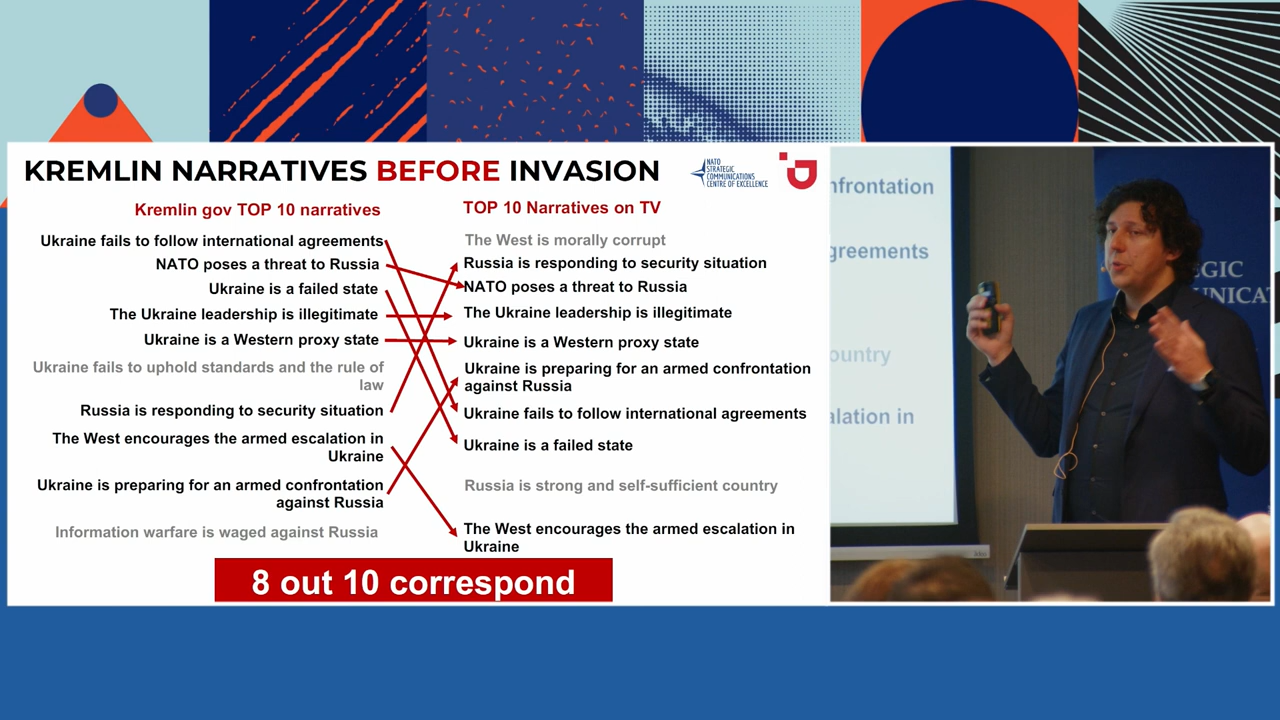 KREMLIN NARRATIVES BEFORE INVASION
NATO
STRATEGIC
COMMUNICATIONS
CENTRE OF EXCELLENCE
Kremlin gov TOP 10 narratives
Ukraine fails to follow international agreements
NATO poses a threat to Russia
Ukraine is a failed state
The Ukraine leadership is illegitimate
Ukraine is a Western proxy state
Ukraine fails to uphold standards and the rule of
law
Russia is responding to security situation
The West encourages the armed escalation in
Ukraine
Ukraine is preparing for an armed confrontation
against Russia
Information warfare is waged against Russia
TOP 10 Narratives on TV
The West is morally corrupt
Russia is responding to security situation
NATO poses a threat to Russia
The Ukraine leadership is illegitimate
Ukraine is a Western proxy state
Ukraine is preparing for an armed confrontation
against Russia
Ukraine fails to follow international agreements
Ukraine is a failed state
Russia is strong and self-sufficient country
The West encourages the armed escalation in
Ukraine
8 out 10 correspond
nfrontation
greements
ountry
alation in
EGIC
UNICAT